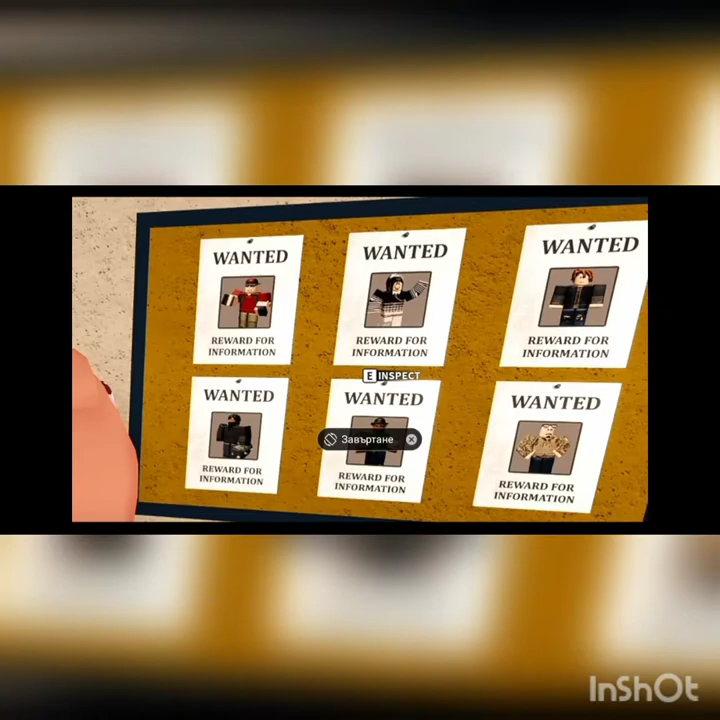 WANTED
REWARD FOR
INFORMATION
WANTED
REWARD FOR
INFORMATION
WANTED
REWARD FOR
INFORMATION
E INSPECT
WANTED
REWARD FOR
INFORMATION
WANTED
REWARD FOR
INFORMATION
WANTED
REWARD FOR
INFORMATION
Завъртане
InShOt